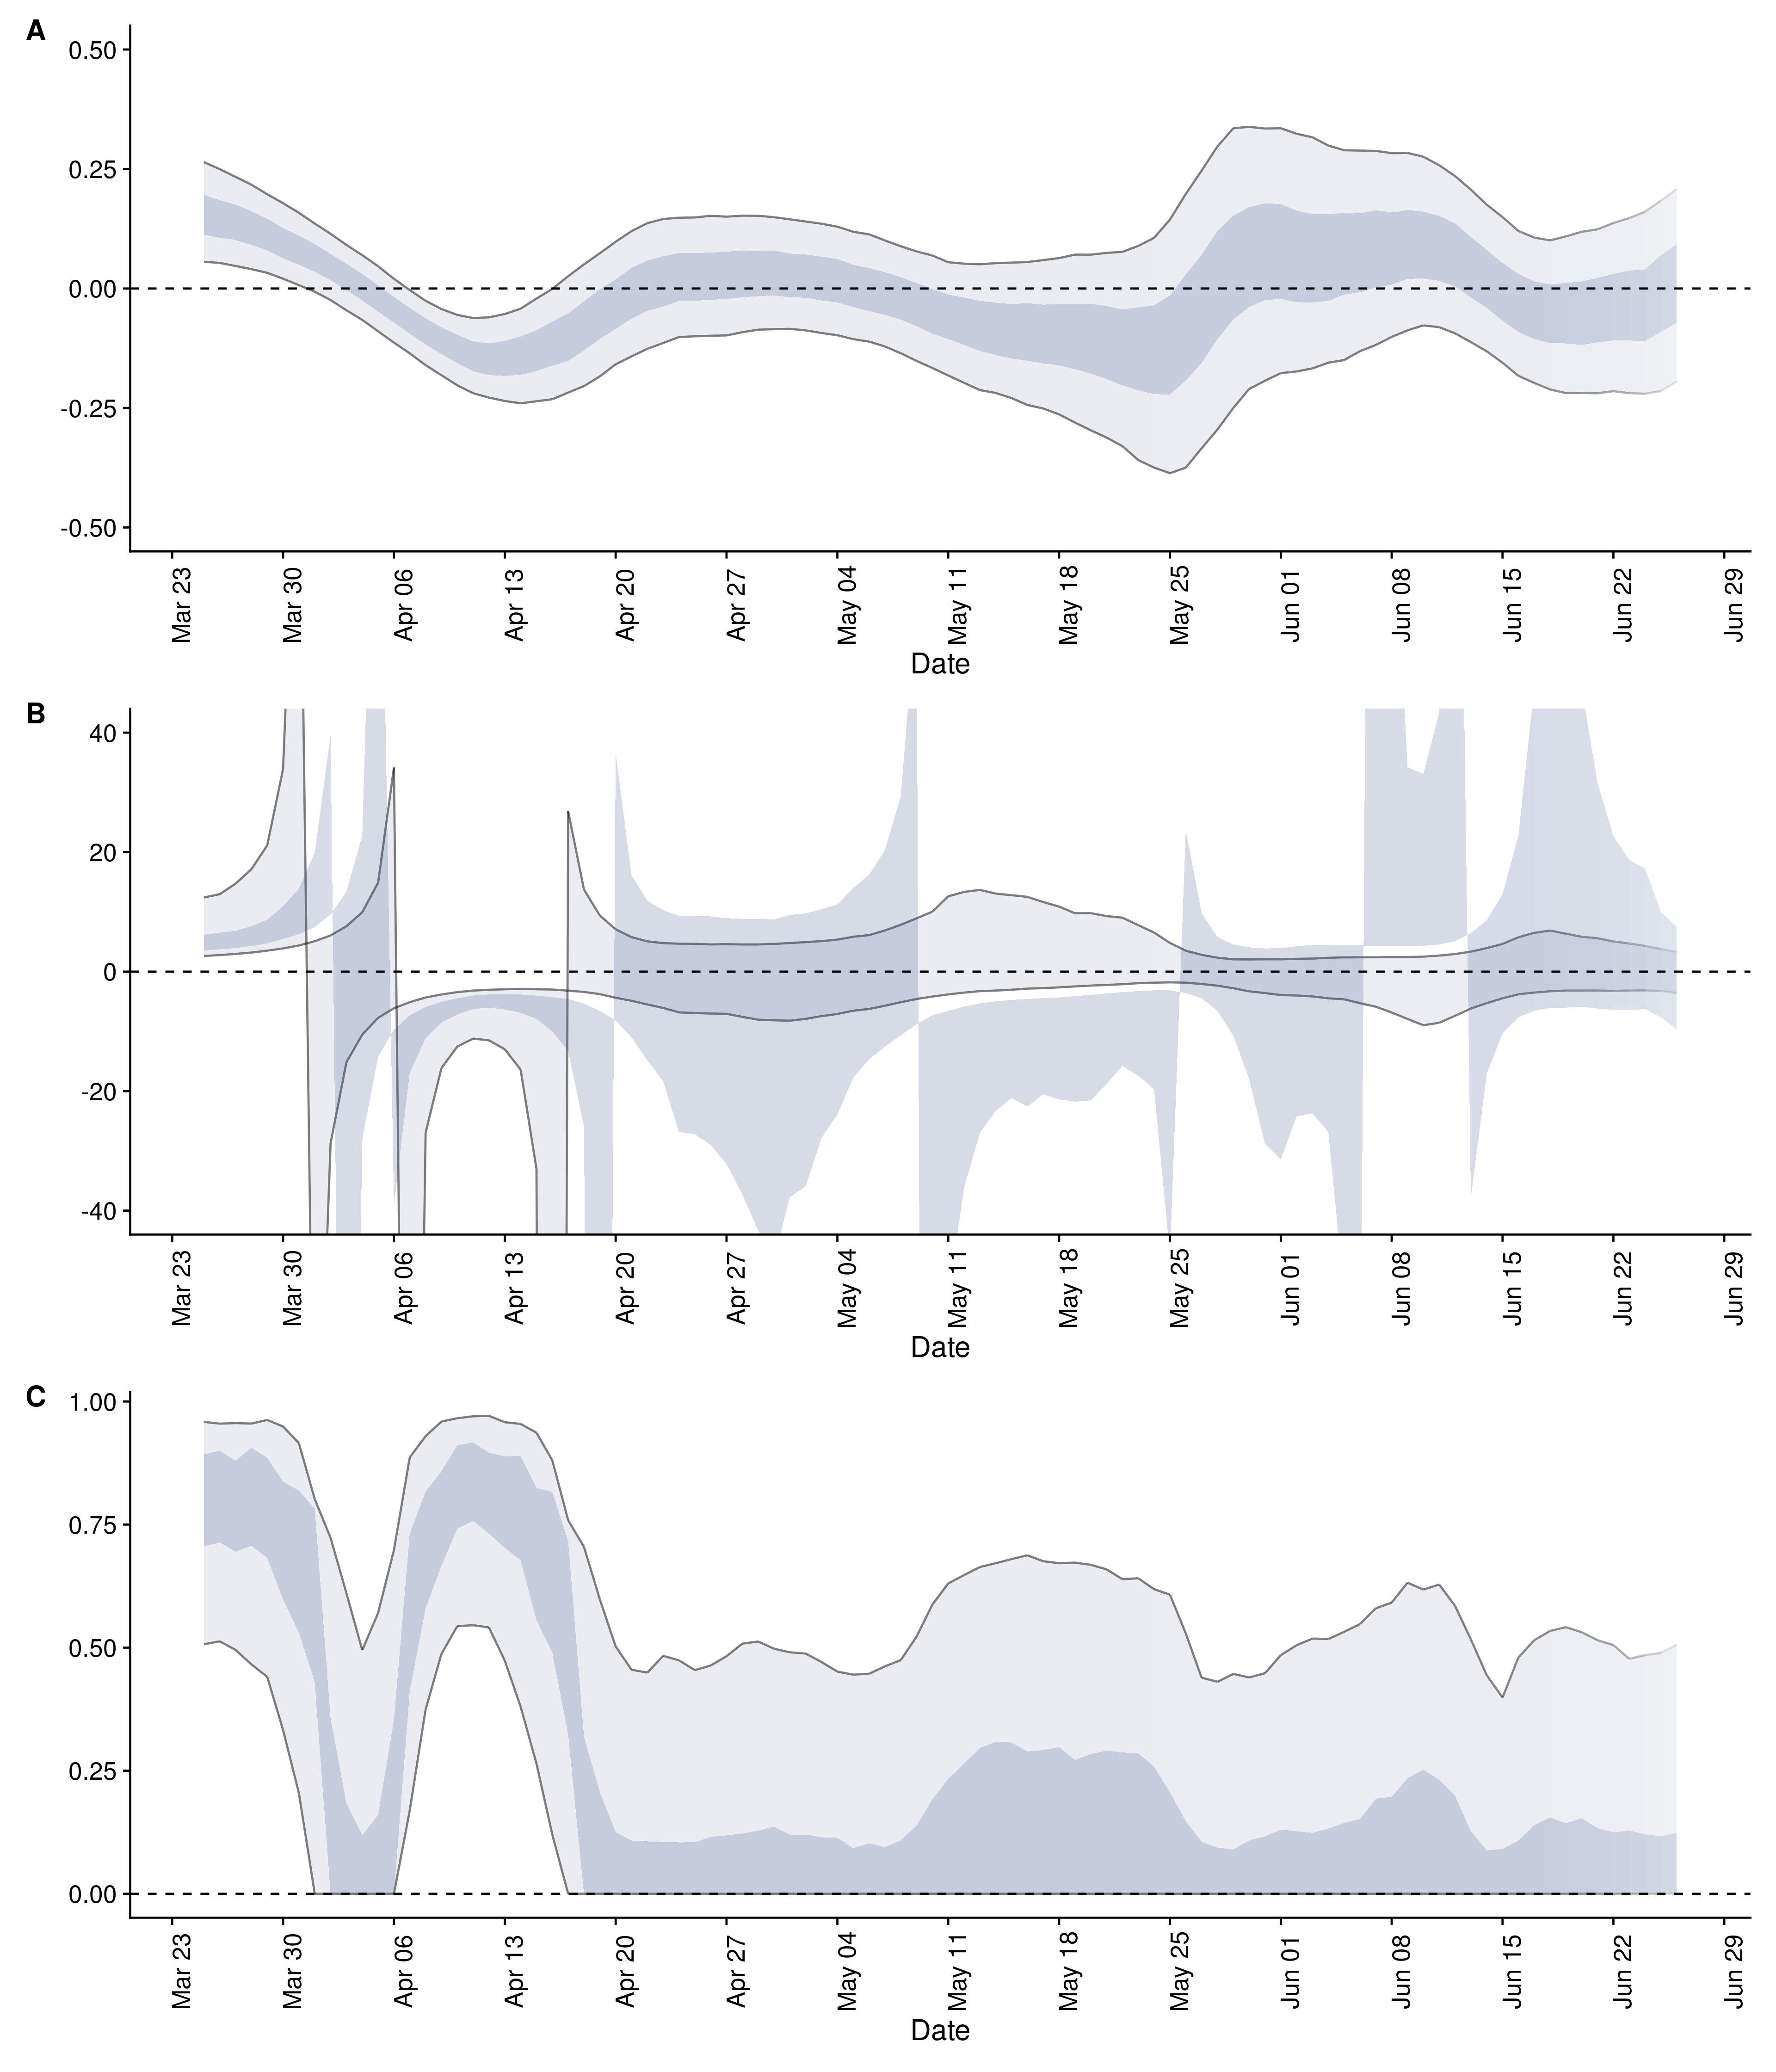 A
0.50
0.25
0.00
-0.25
-0.50
Mar 23
Mar 30
Apr 06
Apr 13
Apr 20
Apr 27
May 04
May 11
May 18
May 25
Jun 01
Jun 08
Jun 15
Jun 22
Jun 29
Date
B
40
20
0
-20
-40
Mar 23
Mar 30
Apr 06
Apr 13
Apr 20
Apr 27
May 04
May 11
May 18
May 25
Jun 01
Jun 08
Jun 15
Jun 22
Jun 29
Date
C
1.00
0.75
0.50
0.25
0.00
Mar 23
Mar 30
Apr 06
Apr 13
Apr 20
Apr 27
May 04
May 11
May 18
May 25
Jun 01
Jun 08
Jun 15
Jun 22
Jun 29
Date